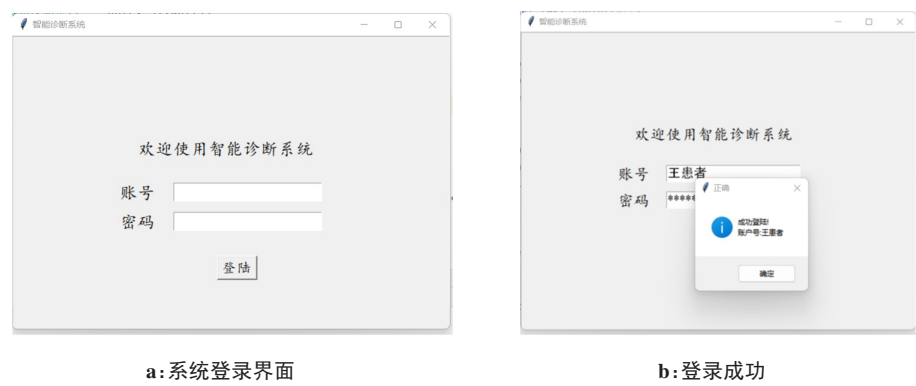 智能诊断系统
欢迎使用智能诊断系统
账号
密码
登陆
a:系统登录界面
智能诊断系统
欢迎使用智能诊断系统
账号 王患者
密码 *****
正确
成功登陆!
账户号:王患者
确定
b:登录成功